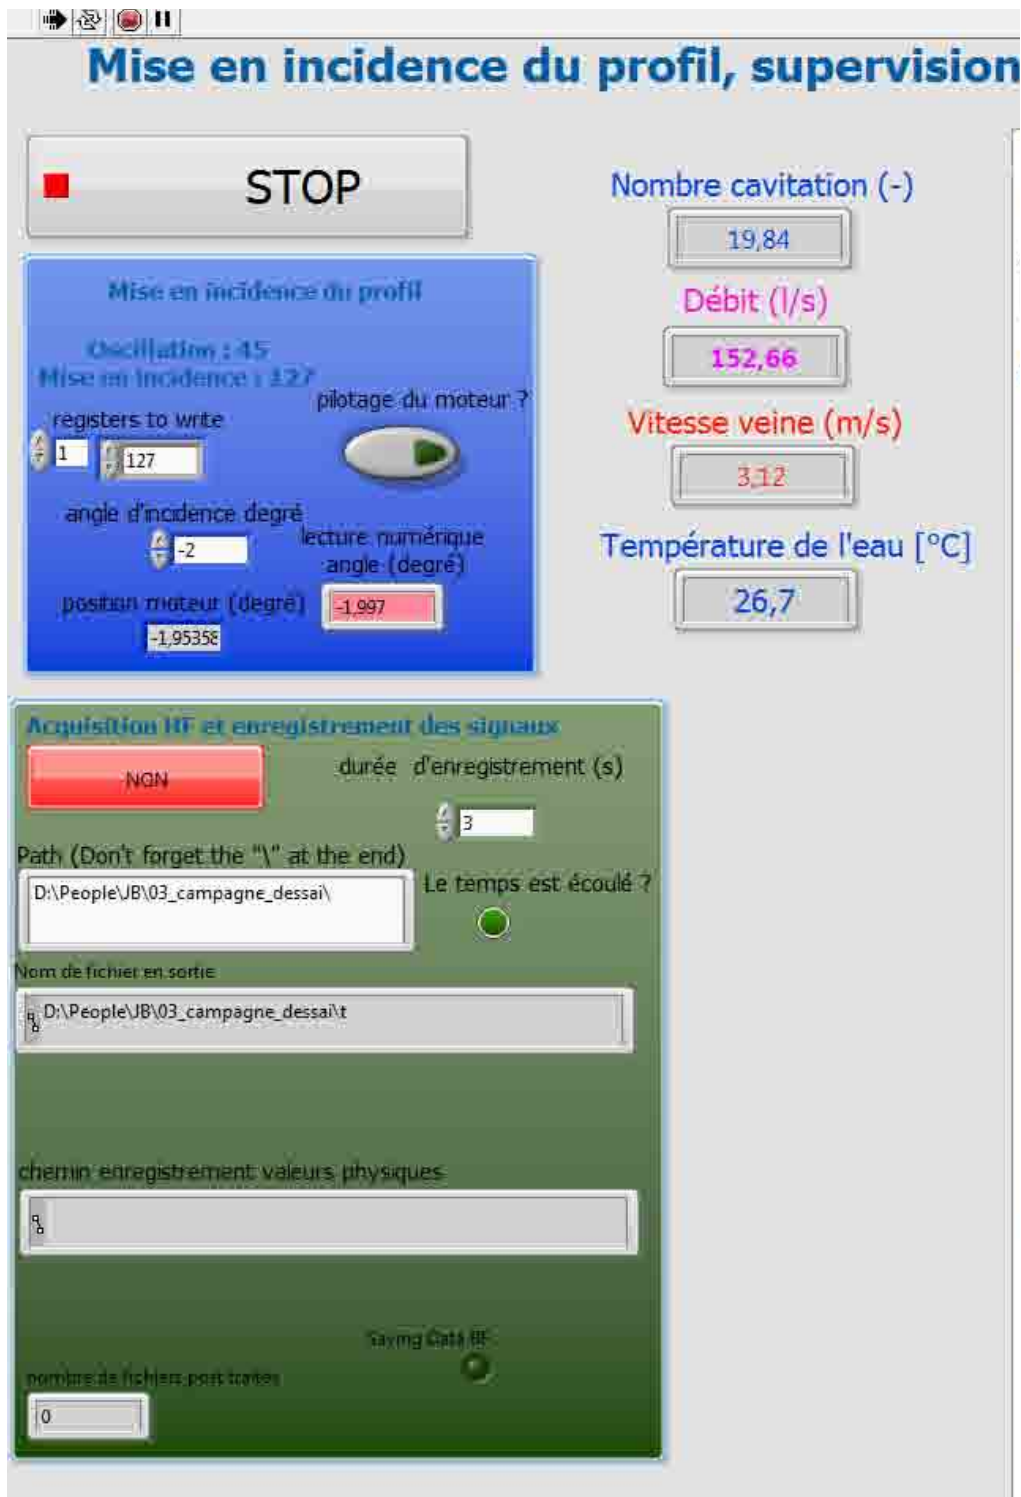 Mise en incidence du profil, supervision
STOP
Nombre cavitation (-)
19,84
Débit (l/s)
152,66
Vitesse veine (m/s)
3,12
Température de l'eau [°C]
26,7
Mise en incidence du profil
Oscillation : 45
Mise en incidence : 127
pilotage du moteur ?
registers to write
1
127
angle d'incidence degré
-2
lecture numérique
angle (degré)
-1,997
position moteur (degré)
-1,95358
Acquisition HF et enregistrement des signaux
NON
durée d'enregistrement (s)
3
Path (Don't forget the "\" at the end)
D:\People\JB\03_campagne_dessai\
Le temps est écoulé ?
Nom de fichier en sortie
D:\People\JB\03_campagne_dessai\t
chemin enregistrement valeurs physiques
Saving Data
nombre de fichiers post traités
0